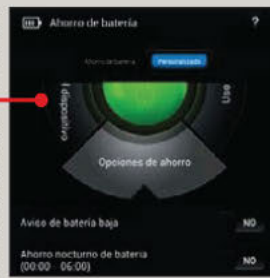 Ahorro de batería ?
Ahorro de batería Personalizado
l dispositivo
Use
Opciones de ahorro
Aviso de batería baja NO
Ahorro nocturno de batería NO
(00:00 - 06:00)